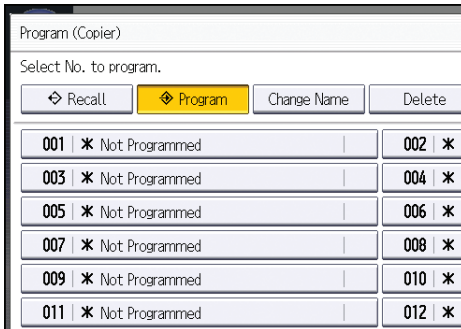 Program (Copier)
Select No. to program.
Recall Program Change Name Delete
001 ✱ Not Programmed 002 ✱
003 ✱ Not Programmed 004 ✱
005 ✱ Not Programmed 006 ✱
007 ✱ Not Programmed 008 ✱
009 ✱ Not Programmed 010 ✱
011 ✱ Not Programmed 012 ✱